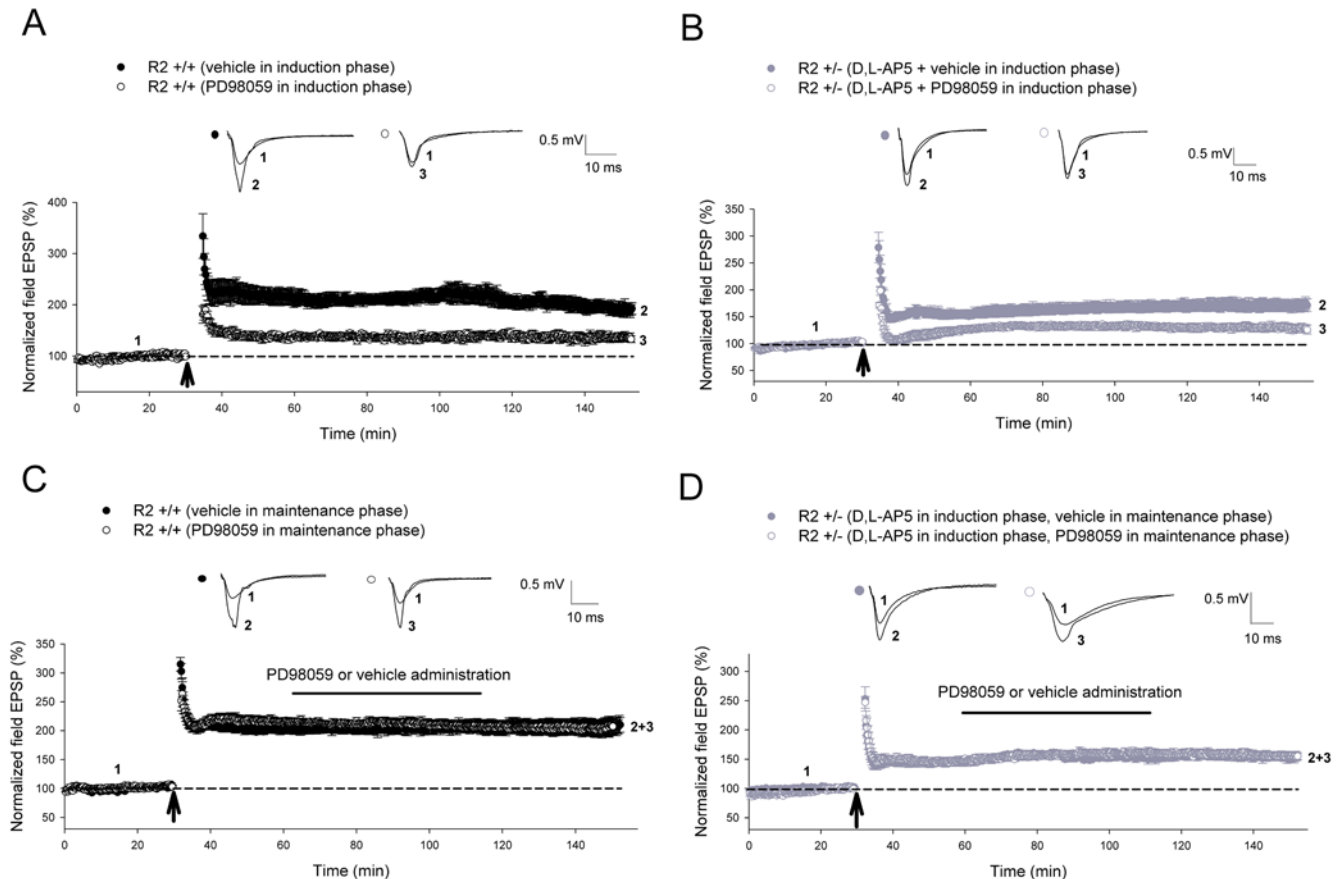 A
R2 +/+ (vehicle in induction phase)
R2 +/+ (PD98059 in induction phase)
1
2
1
3
0.5 mV
10 ms
Normalized field EPSP (%)
400
300
200
100
1
2
3
0 20 40 60 80 100 120 140
Time (min)
B
R2 +/- (D,L-AP5 + vehicle in induction phase)
R2 +/- (D,L-AP5 + PD98059 in induction phase)
1
2
1
3
0.5 mV
10 ms
Normalized field EPSP (%)
350
300
250
200
150
100
50
1
2
3
0 20 40 60 80 100 120 140
Time (min)
C
R2 +/+ (vehicle in maintenance phase)
R2 +/+ (PD98059 in maintenance phase)
1
2
1
3
0.5 mV
10 ms
Normalized field EPSP (%)
350
300
250
200
150
100
50
PD98059 or vehicle administration
1
2+3
0 20 40 60 80 100 120 140
Time (min)
D
R2 +/- (D,L-AP5 in induction phase, vehicle in maintenance phase)
R2 +/- (D,L-AP5 in induction phase, PD98059 in maintenance phase)
1
2
1
3
0.5 mV
10 ms
Normalized field EPSP (%)
300
250
200
150
100
50
PD98059 or vehicle administration
1
2+3
0 20 40 60 80 100 120 140
Time (min)